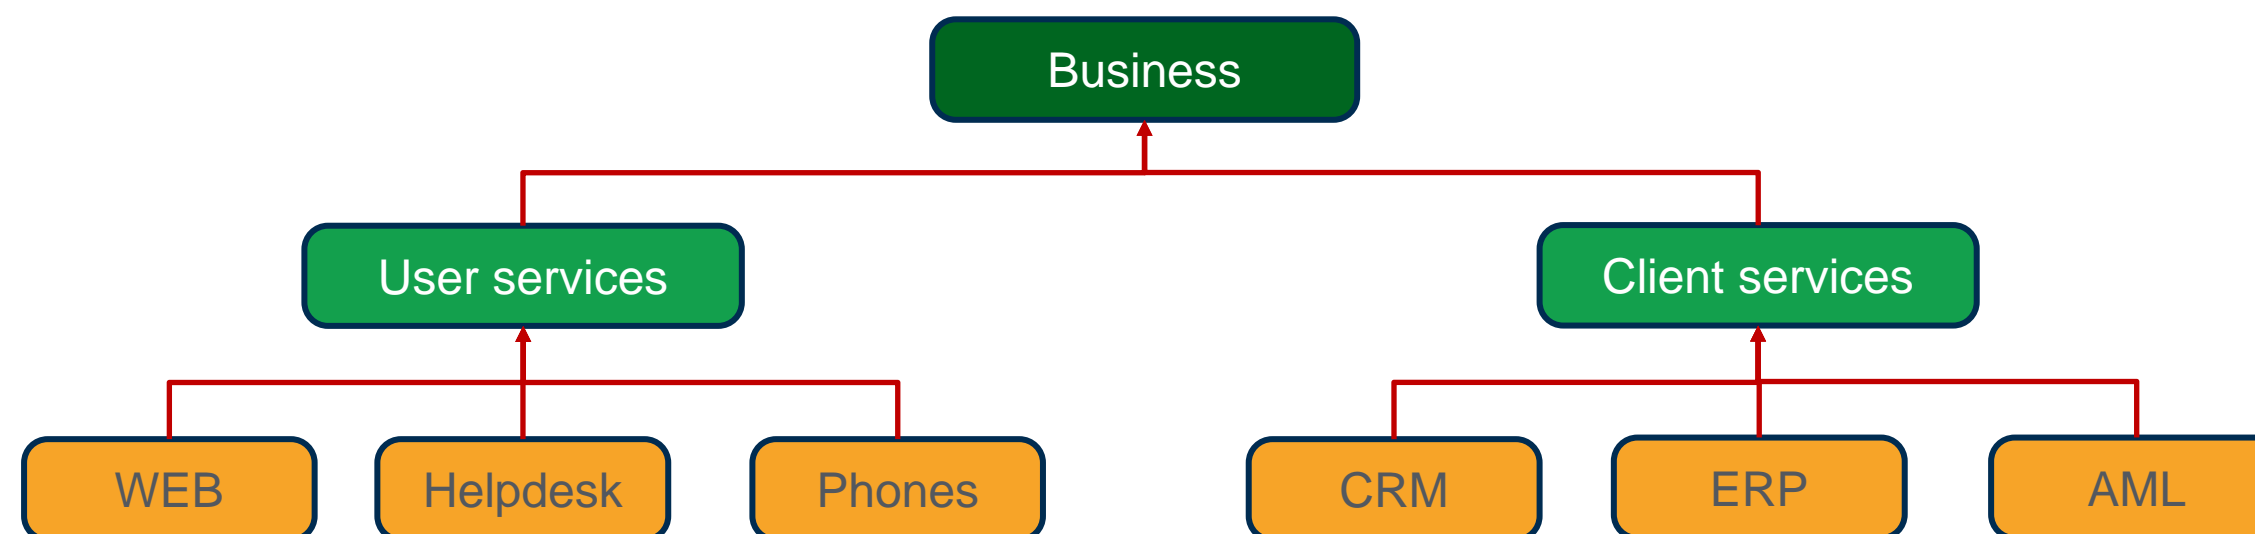 Business
User services
Client services
WEB
Helpdesk
Phones
CRM
ERP
AML